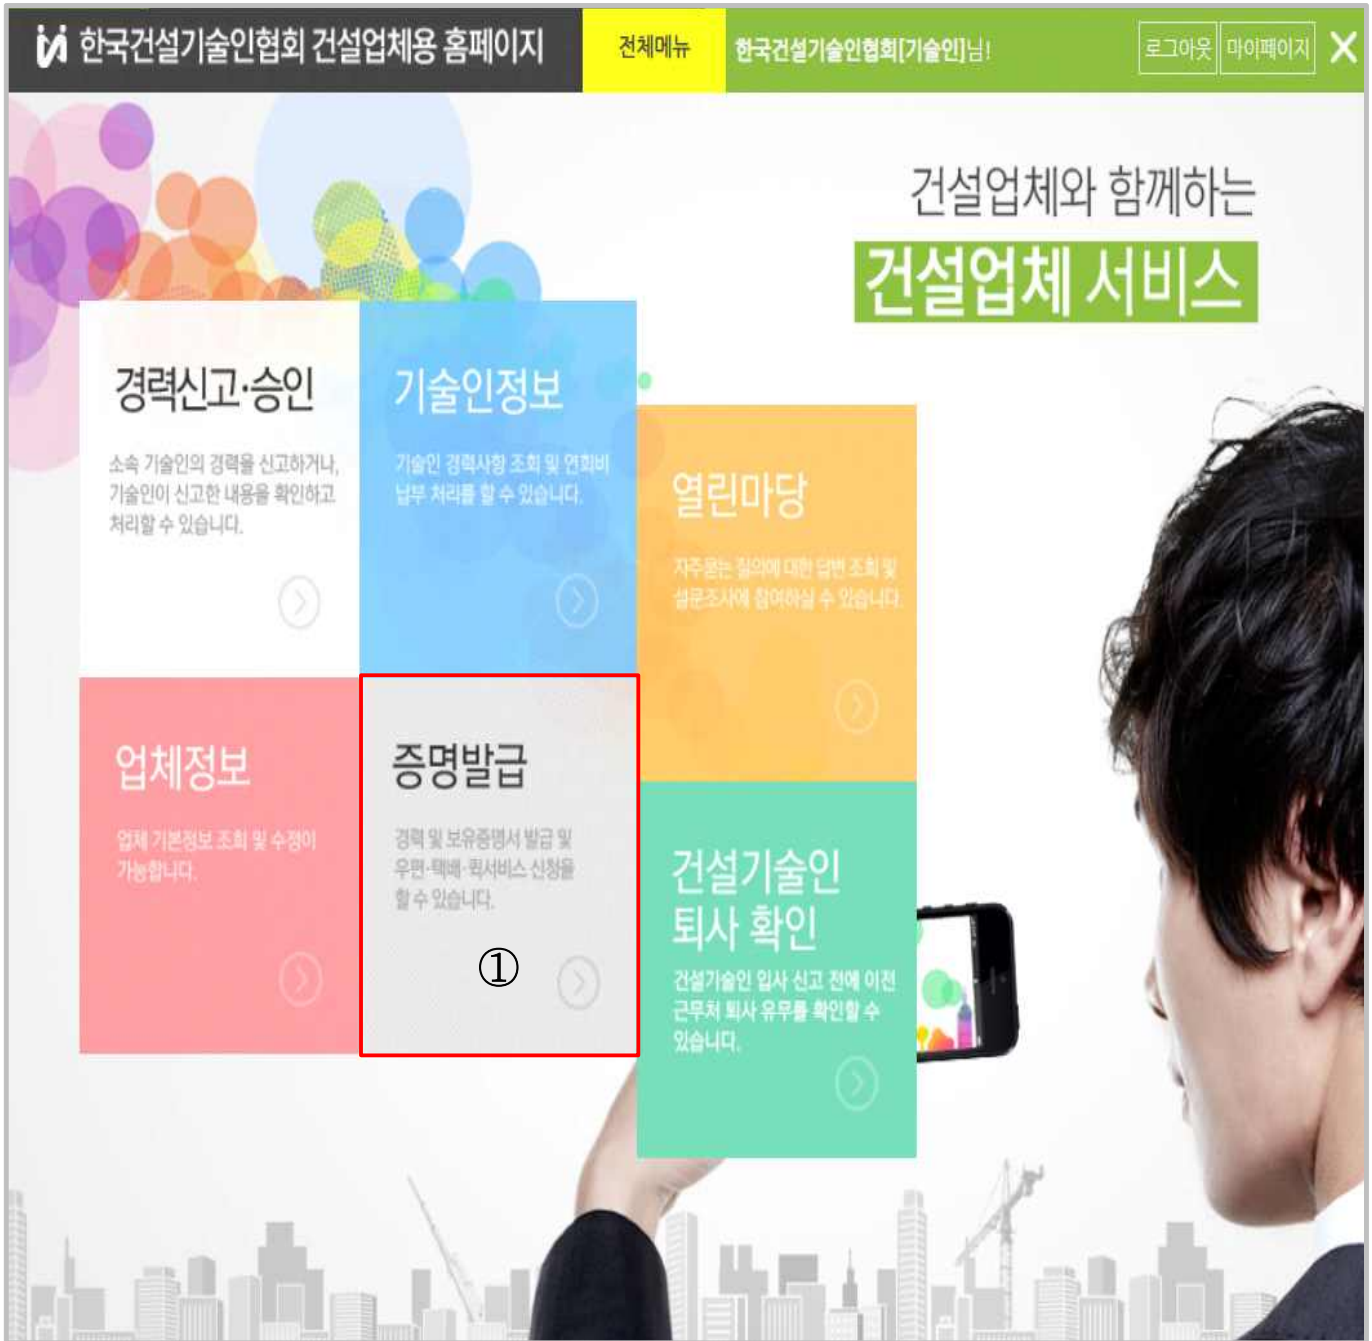 한국건설기술인협회 건설업체용 홈페이지
전체메뉴
한국건설기술인협회[기술인]님!
로그아웃
마이페이지
건설업체와 함께하는
건설업체 서비스
경력신고·승인
소속 기술인의 경력을 신고하거나,
기술인이 신고한 내용을 확인하고
처리할 수 있습니다.
기술인정보
기술인 경력사항 조회 및 연회비
납부 처리를 할 수 있습니다.
열린마당
자주묻는 질의에 대한 답변 조회 및
설문조사에 참여하실 수 있습니다.
업체정보
업체 기본정보 조회 및 수정이
가능합니다.
증명발급
경력 및 보유증명서 발급 및
우편·택배·퀵서비스 신청을
할 수 있습니다.
①
건설기술인
퇴사 확인
건설기술인 입사 신고 전에 이전
근무처 퇴사 유무를 확인할 수
있습니다.